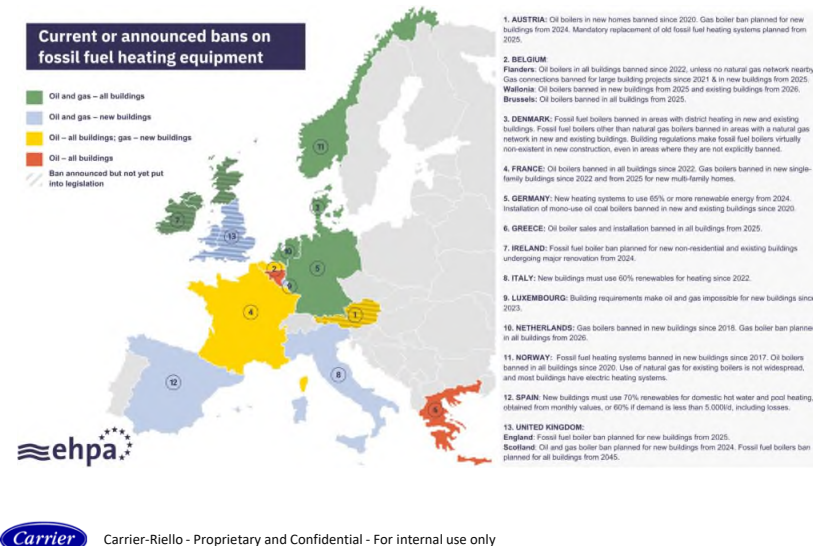 Current or announced bans on
fossil fuel heating equipment
Oil and gas – all buildings
Oil and gas – new buildings
Oil – all buildings; gas – new buildings
Oil – all buildings
Ban announced but not yet put
into legislation
11
7
13
3
10
2
5
9
4
1
8
12
6
ehpa
1. AUSTRIA: Oil boilers in new homes banned since 2020. Gas boiler ban planned for new
buildings from 2024. Mandatory replacement of old fossil fuel heating systems planned from
2025.
2. BELGIUM:
Flanders: Oil boilers in all buildings banned since 2022, unless no natural gas network nearby
Gas connections banned for large building projects since 2021 & in new buildings from 2025.
Wallonia: Oil boilers banned in new buildings from 2025 and existing buildings from 2026.
Brussels: Oil boilers banned in all buildings from 2025.
3. DENMARK: Fossil fuel boilers banned in areas with district heating in new and existing
buildings. Fossil fuel boilers other than natural gas boilers banned in areas with a natural gas
network in new and existing buildings. Building regulations make fossil fuel boilers virtually
non-existent in new construction, even in areas where they are not explicitly banned.
4. FRANCE: Oil boilers banned in all buildings since 2022. Gas boilers banned in new single-
family buildings since 2022 and from 2025 for new multi-family homes.
5. GERMANY: New heating systems to use 65% or more renewable energy from 2024.
Installation of mono-use oil coal boilers banned in new and existing buildings since 2020.
6. GREECE: Oil boiler sales and installation banned in all buildings from 2025.
7. IRELAND: Fossil fuel boiler ban planned for new non-residential and existing buildings
undergoing major renovation from 2024.
8. ITALY: New buildings must use 60% renewables for heating since 2022.
9. LUXEMBOURG: Building requirements make oil and gas impossible for new buildings since
2023.
10. NETHERLANDS: Gas boilers banned in new buildings since 2018. Gas boiler ban planned
in all buildings from 2026.
11. NORWAY: Fossil fuel heating systems banned in new buildings since 2017. Oil boilers
banned in all buildings since 2020. Use of natural gas for existing boilers is not widespread,
and most buildings have electric heating systems.
12. SPAIN: New buildings must use 70% renewables for domestic hot water and pool heating,
obtained from monthly values, or 60% if demand is less than 5.000l/d, including losses.
13. UNITED KINGDOM:
England: Fossil fuel boiler ban planned for new buildings from 2025.
Scotland: Oil and gas boiler ban planned for new buildings from 2024. Fossil fuel boilers ban
planned for all buildings from 2045.
Carrier
Carrier-Riello - Proprietary and Confidential - For internal use only